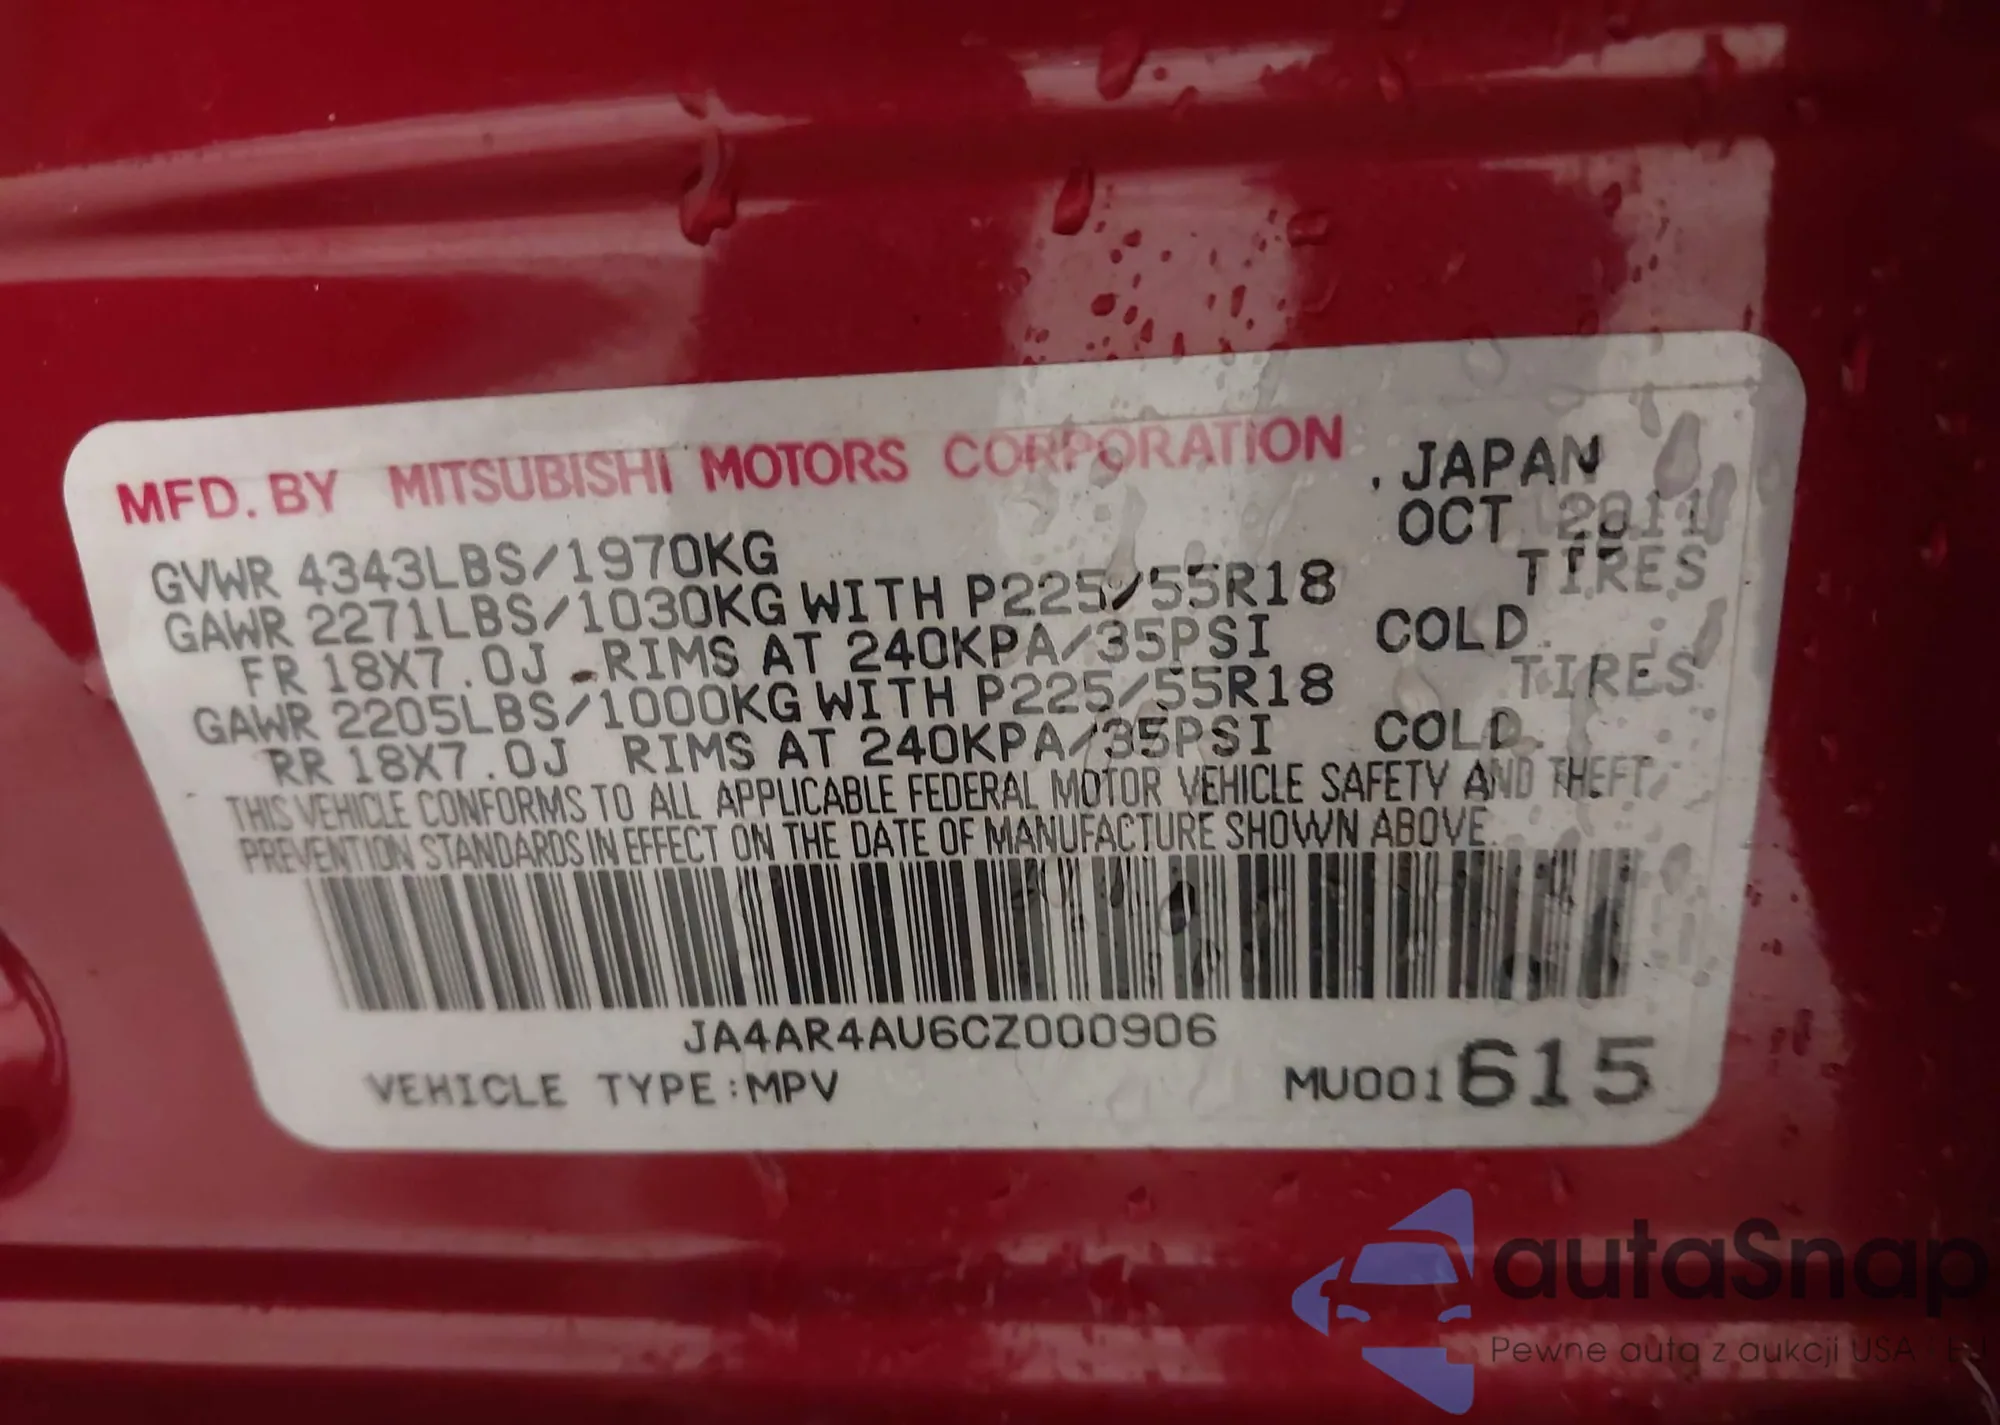 MFD. BY MITSUBISHI MOTORS CORPORATION . JAPAN
OCT 2011
GVWR 4343LBS/1970KG
GAWR 2271LBS/1030KG WITH P225/55R18 TIRES
FR 18X7.0J RIMS AT 240KPA/35PSI COLD.
GAWR 2205LBS/1000KG WITH P225/55R18 TIRES
RR 18X7.0J RIMS AT 240KPA/35PSI COLD.
THIS VEHICLE CONFORMS TO ALL APPLICABLE FEDERAL MOTOR VEHICLE SAFETY AND THEFT
PREVENTION STANDARDS IN EFFECT ON THE DATE OF MANUFACTURE SHOWN ABOVE.
JA4AR4AU6CZ000906
VEHICLE TYPE:MPV MU001615
autaSnap
Pewne auta z aukcji USA - EU